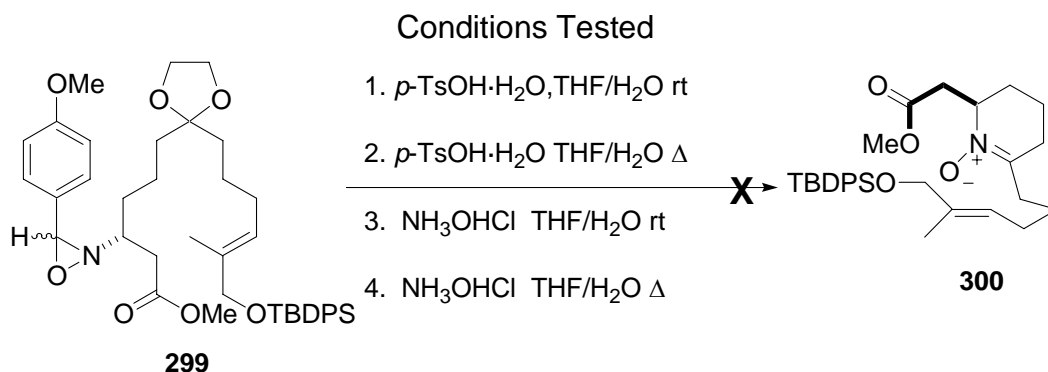 Conditions Tested
1. p-TsOH·H₂O,THF/H₂O rt
2. p-TsOH·H₂O THF/H₂O Δ
3. NH₃OHCl THF/H₂O rt
4. NH₃OHCl THF/H₂O Δ
X
OMe
O O
H
O
N
O
OMe
OTBDPS
299
O
MeO
N
+
O
−
TBDPSO
300